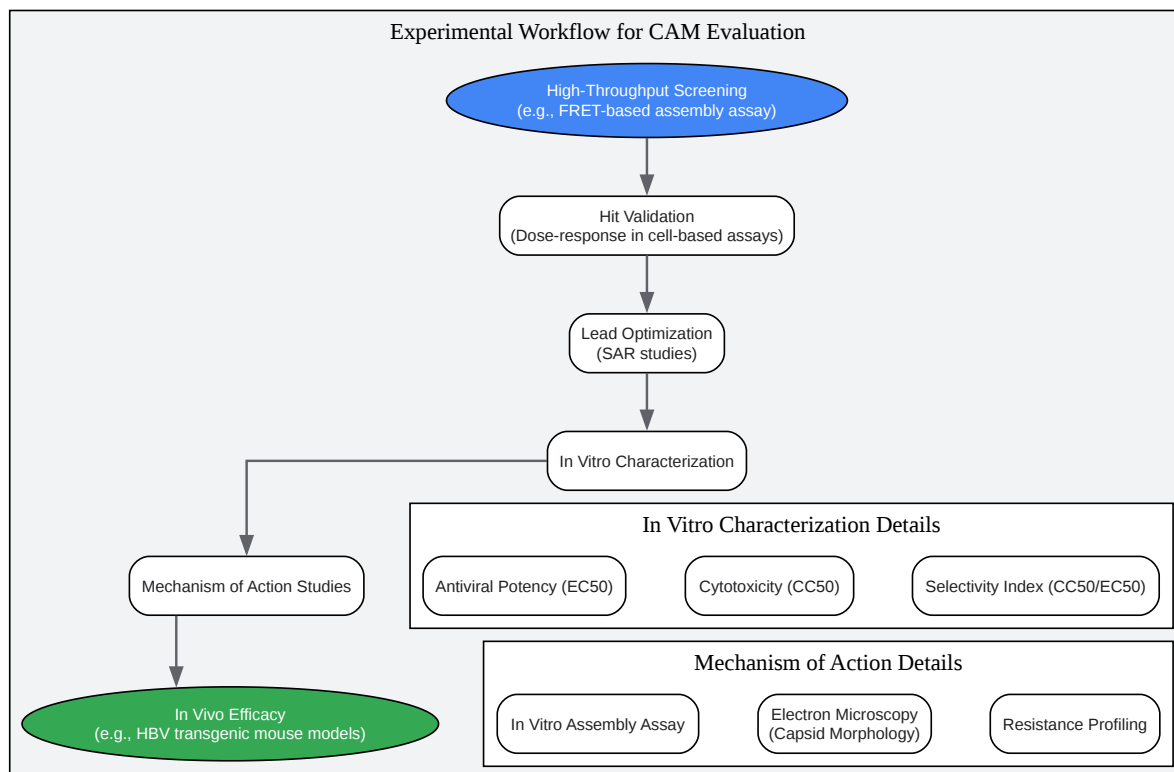 Experimental Workflow for CAM Evaluation
High-Throughput Screening
(e.g., FRET-based assembly assay)
Hit Validation
(Dose-response in cell-based assays)
Lead Optimization
(SAR studies)
In Vitro Characterization
In Vitro Characterization Details
Antiviral Potency (EC50)
Cytotoxicity (CC50)
Selectivity Index (CC50/EC50)
Mechanism of Action Studies
Mechanism of Action Details
In Vitro Assembly Assay
Electron Microscopy
(Capsid Morphology)
Resistance Profiling
In Vivo Efficacy
(e.g., HBV transgenic mouse models)